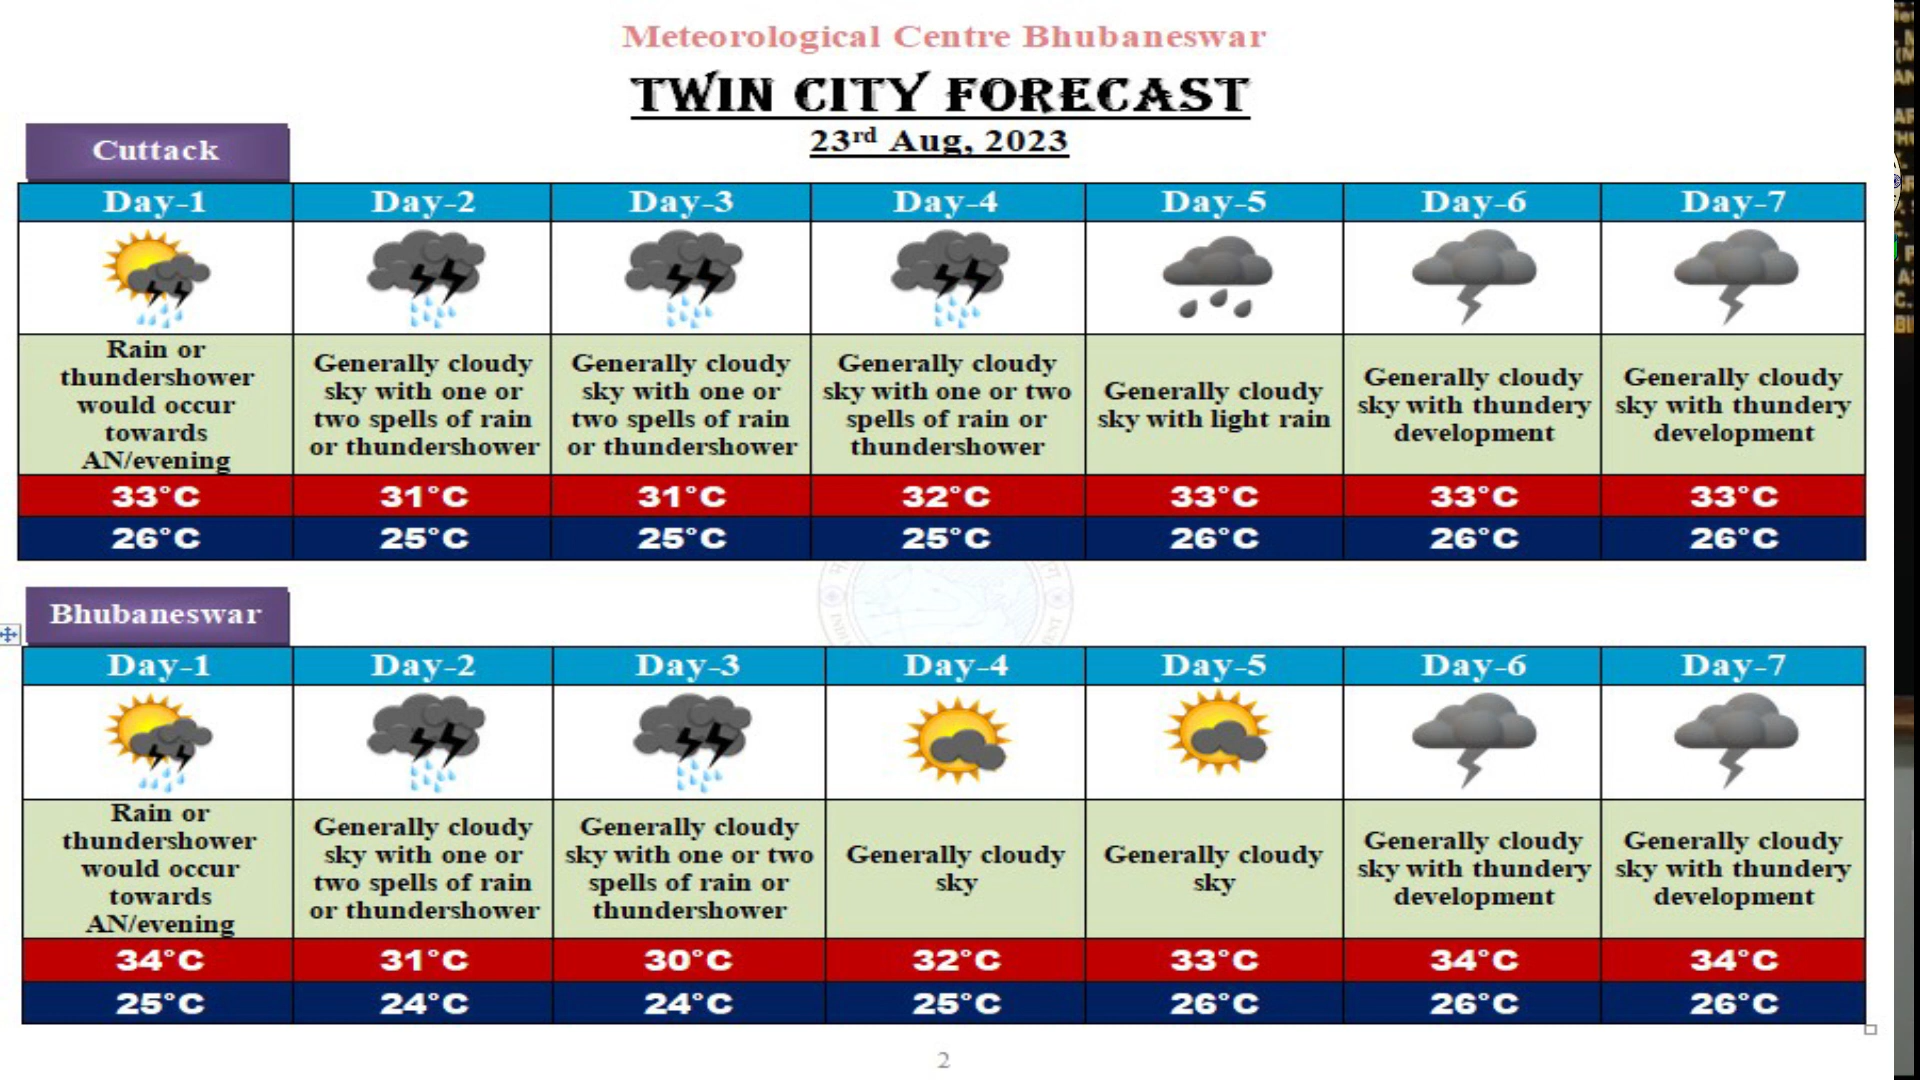 Meteorological Centre Bhubaneswar
TWIN CITY FORECAST
23rd Aug, 2023
Cuttack
Day-1 Day-2 Day-3 Day-4 Day-5 Day-6 Day-7
Rain or
thundershower
would occur
towards
AN/evening
Generally cloudy
sky with one or
two spells of rain
or thundershower
Generally cloudy
sky with one or
two spells of rain
or thundershower
Generally cloudy
sky with one or two
spells of rain or
thundershower
Generally cloudy
sky with light rain
Generally cloudy
sky with thundery
development
Generally cloudy
sky with thundery
development
33°C 31°C 31°C 32°C 33°C 33°C 33°C
26°C 25°C 25°C 25°C 26°C 26°C 26°C
Bhubaneswar
Day-1 Day-2 Day-3 Day-4 Day-5 Day-6 Day-7
Rain or
thundershower
would occur
towards
AN/evening
Generally cloudy
sky with one or
two spells of rain
or thundershower
Generally cloudy
sky with one or two
spells of rain or
thundershower
Generally cloudy
sky
Generally cloudy
sky
Generally cloudy
sky with thundery
development
Generally cloudy
sky with thundery
development
34°C 31°C 30°C 32°C 33°C 34°C 34°C
25°C 24°C 24°C 25°C 26°C 26°C 26°C
2